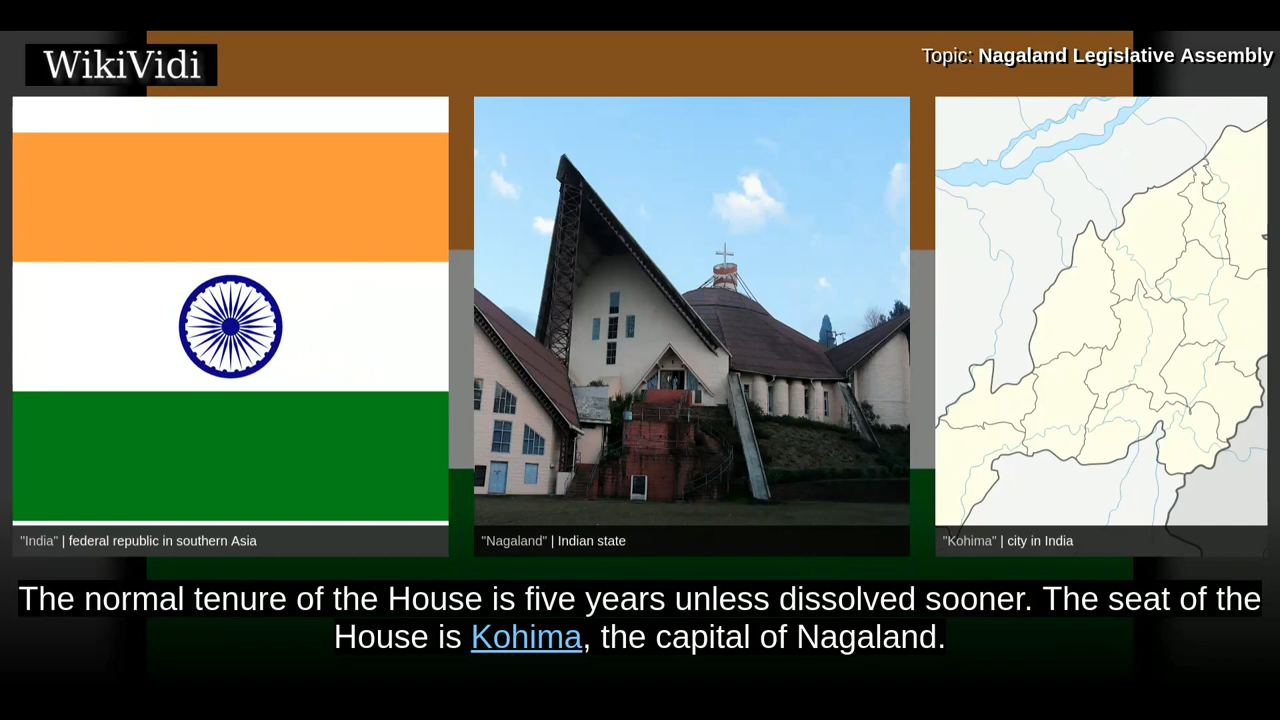 WikiVidi
Topic: Nagaland Legislative Assembly
"India" | federal republic in southern Asia
"Nagaland" | Indian state
"Kohima" | city in India
The normal tenure of the House is five years unless dissolved sooner. The seat of the
House is Kohima, the capital of Nagaland.